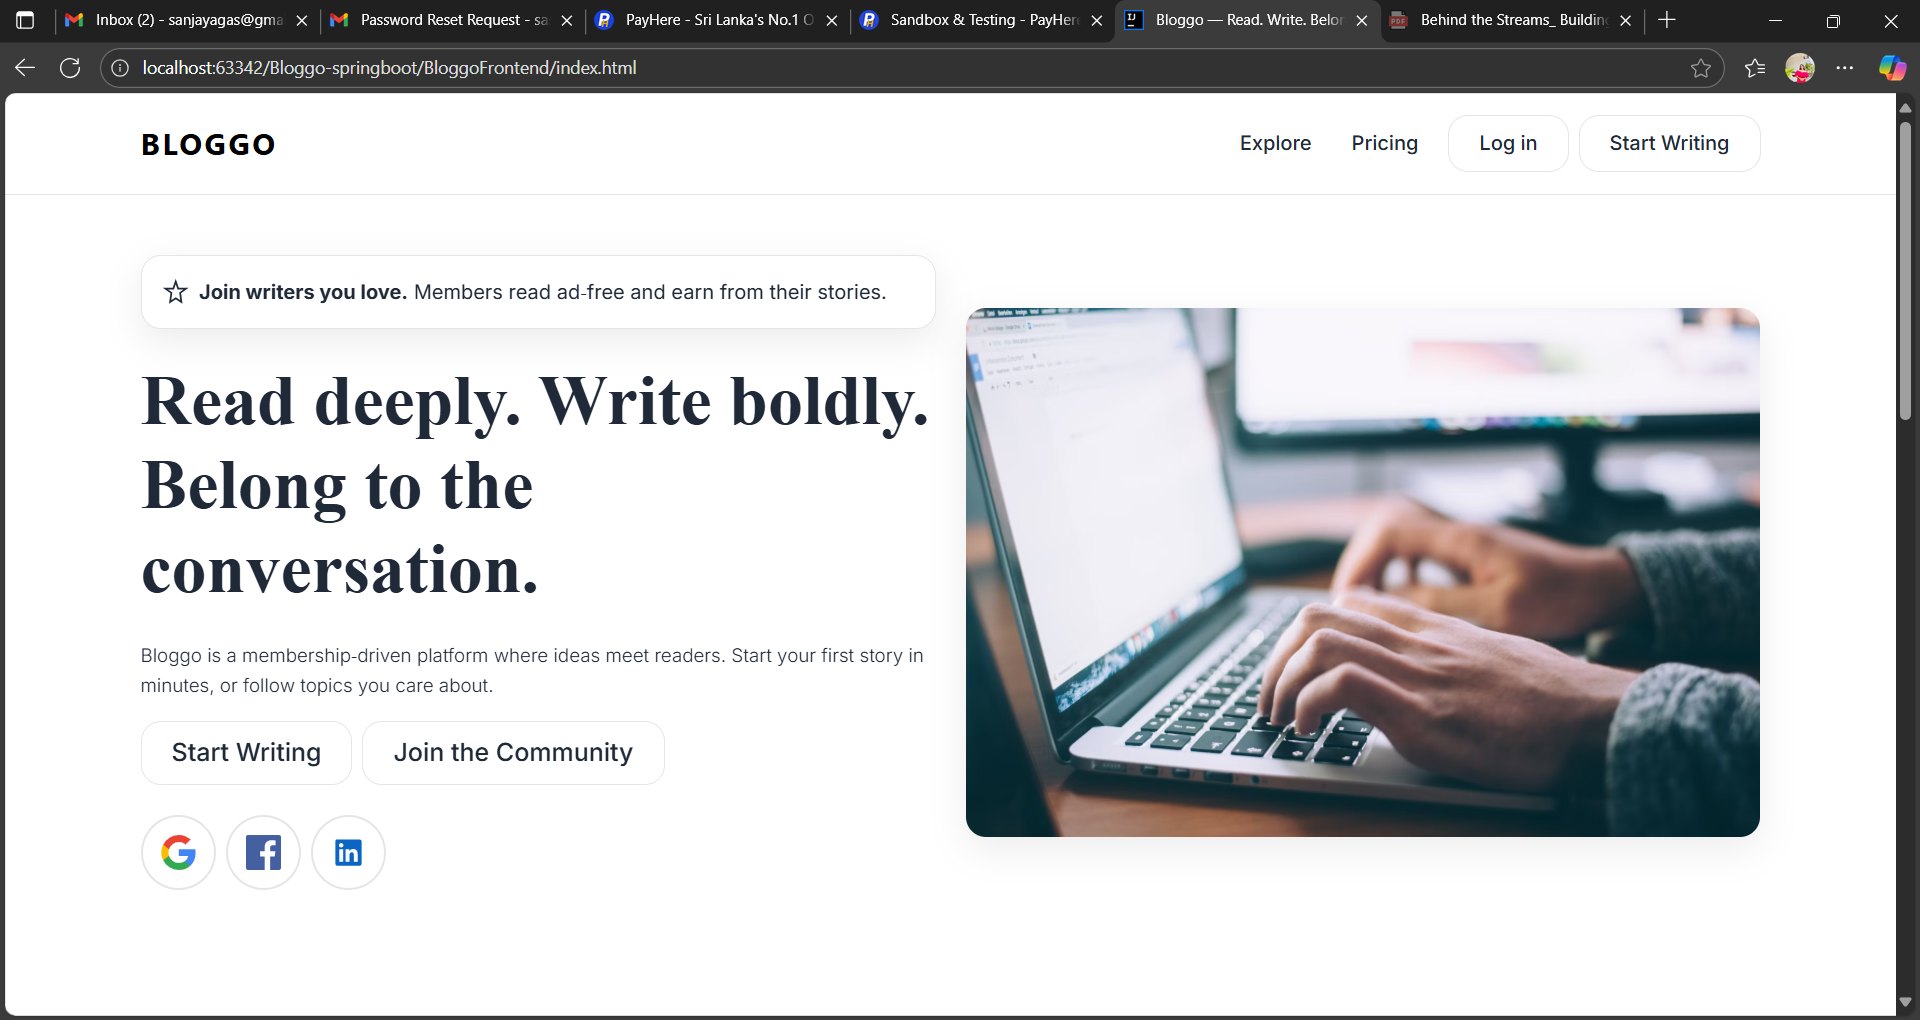 Inbox (2) - sanjayagas@gma
Password Reset Request - sa
PayHere - Sri Lanka's No.1 O
Sandbox & Testing - PayHere
Bloggo — Read. Write. Belon
Behind the Streams_ Building
localhost:63342/Bloggo-springboot/BloggoFrontend/index.html
BLOGGO
Explore
Pricing
Log in
Start Writing
Join writers you love. Members read ad-free and earn from their stories.
Read deeply. Write boldly.
Belong to the
conversation.
Bloggo is a membership-driven platform where ideas meet readers. Start your first story in
minutes, or follow topics you care about.
Start Writing
Join the Community